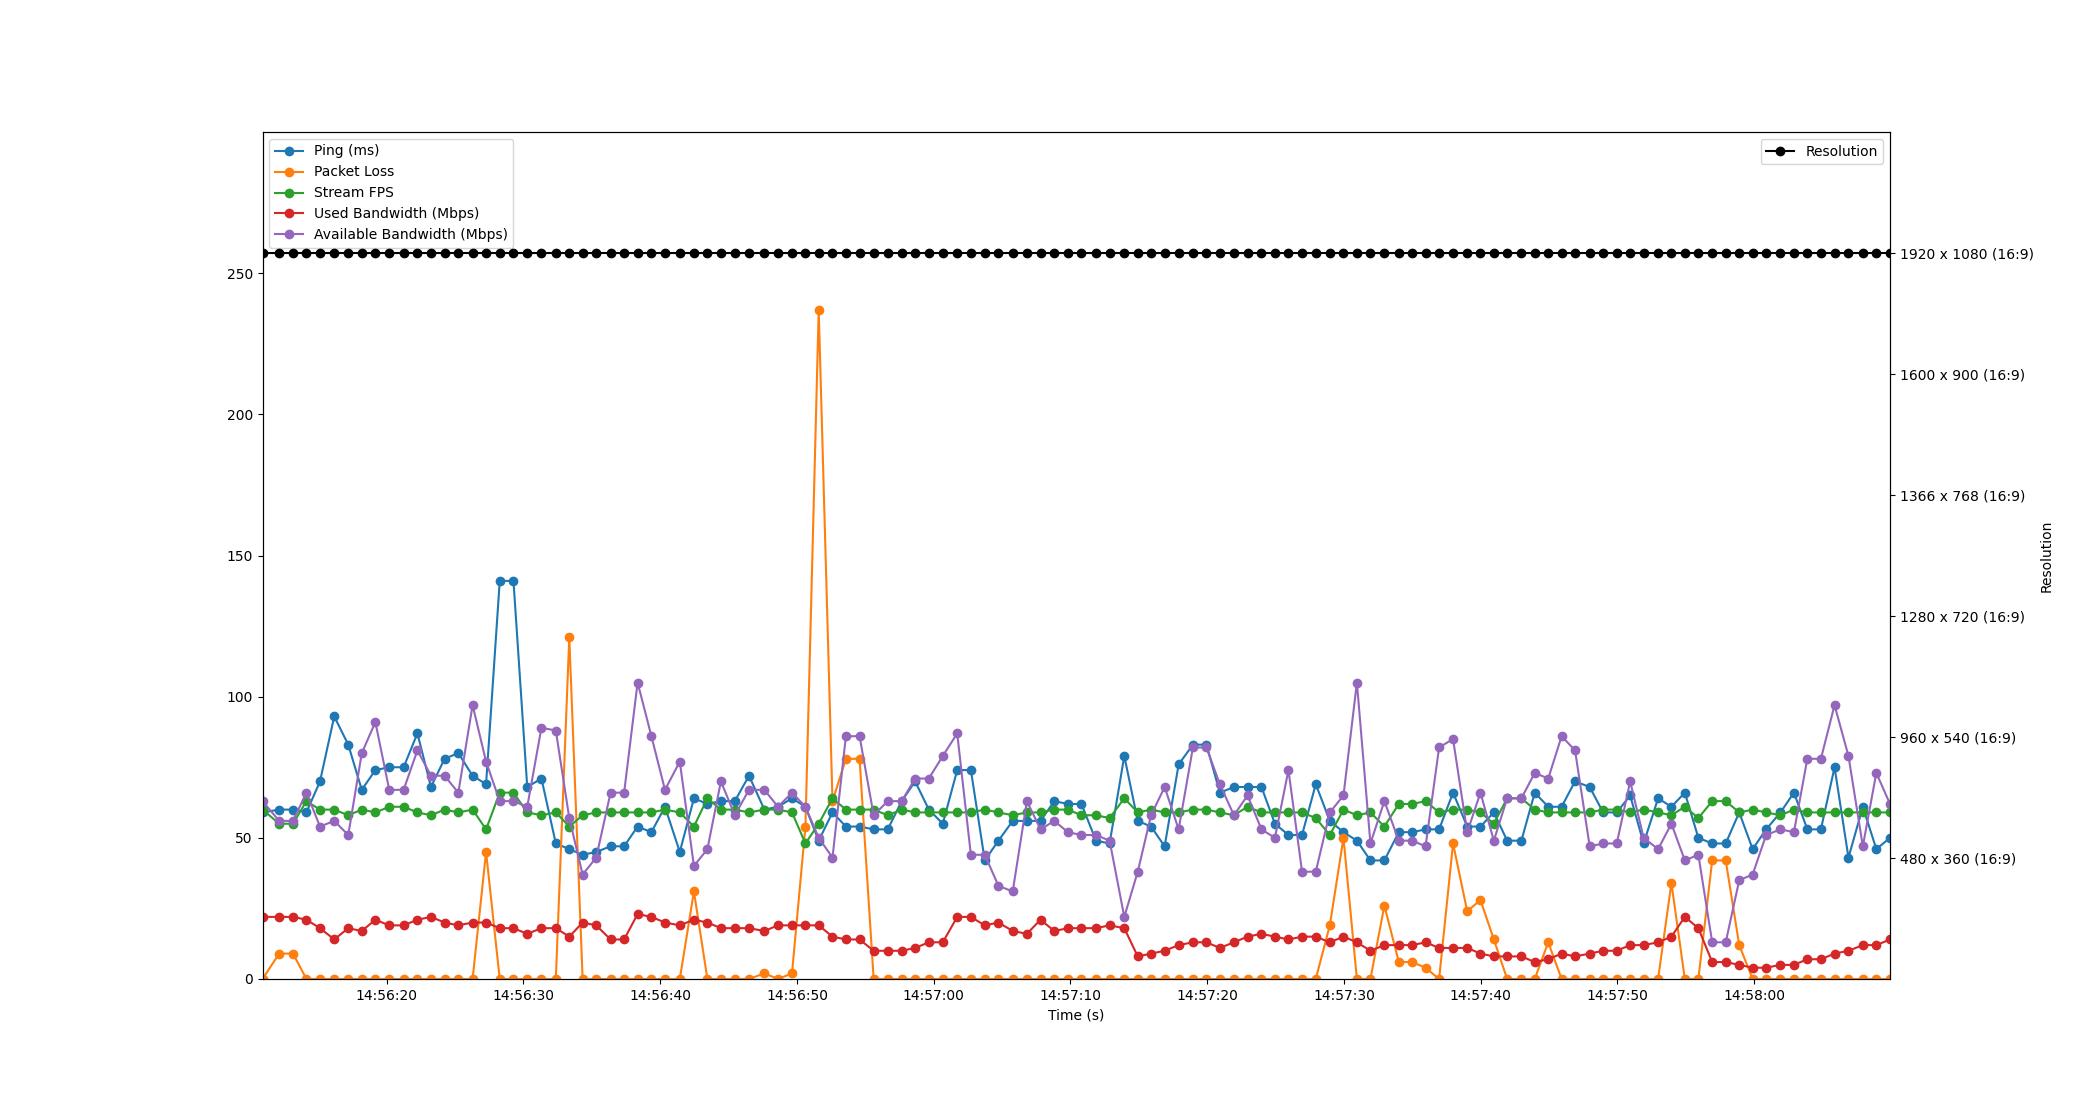 Ping (ms)
Packet Loss
Stream FPS
Used Bandwidth (Mbps)
Available Bandwidth (Mbps)
Resolution
250
200
150
100
50
0
1920 x 1080 (16:9)
1600 x 900 (16:9)
1366 x 768 (16:9)
1280 x 720 (16:9)
960 x 540 (16:9)
480 x 360 (16:9)
Resolution
14:56:20 14:56:30 14:56:40 14:56:50 14:57:00 14:57:10 14:57:20 14:57:30 14:57:40 14:57:50 14:58:00
Time (s)